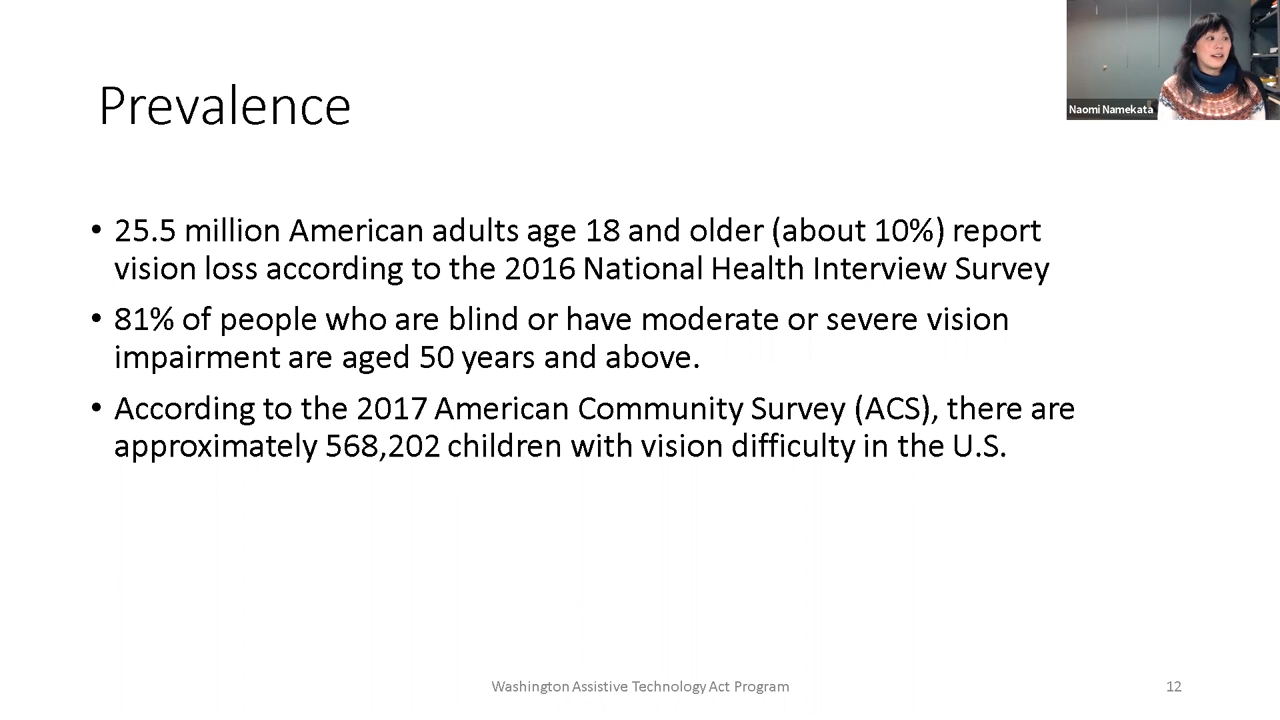 Naomi Namekata
Prevalence
• 25.5 million American adults age 18 and older (about 10%) report
vision loss according to the 2016 National Health Interview Survey
• 81% of people who are blind or have moderate or severe vision
impairment are aged 50 years and above.
• According to the 2017 American Community Survey (ACS), there are
approximately 568,202 children with vision difficulty in the U.S.
Washington Assistive Technology Act Program
12